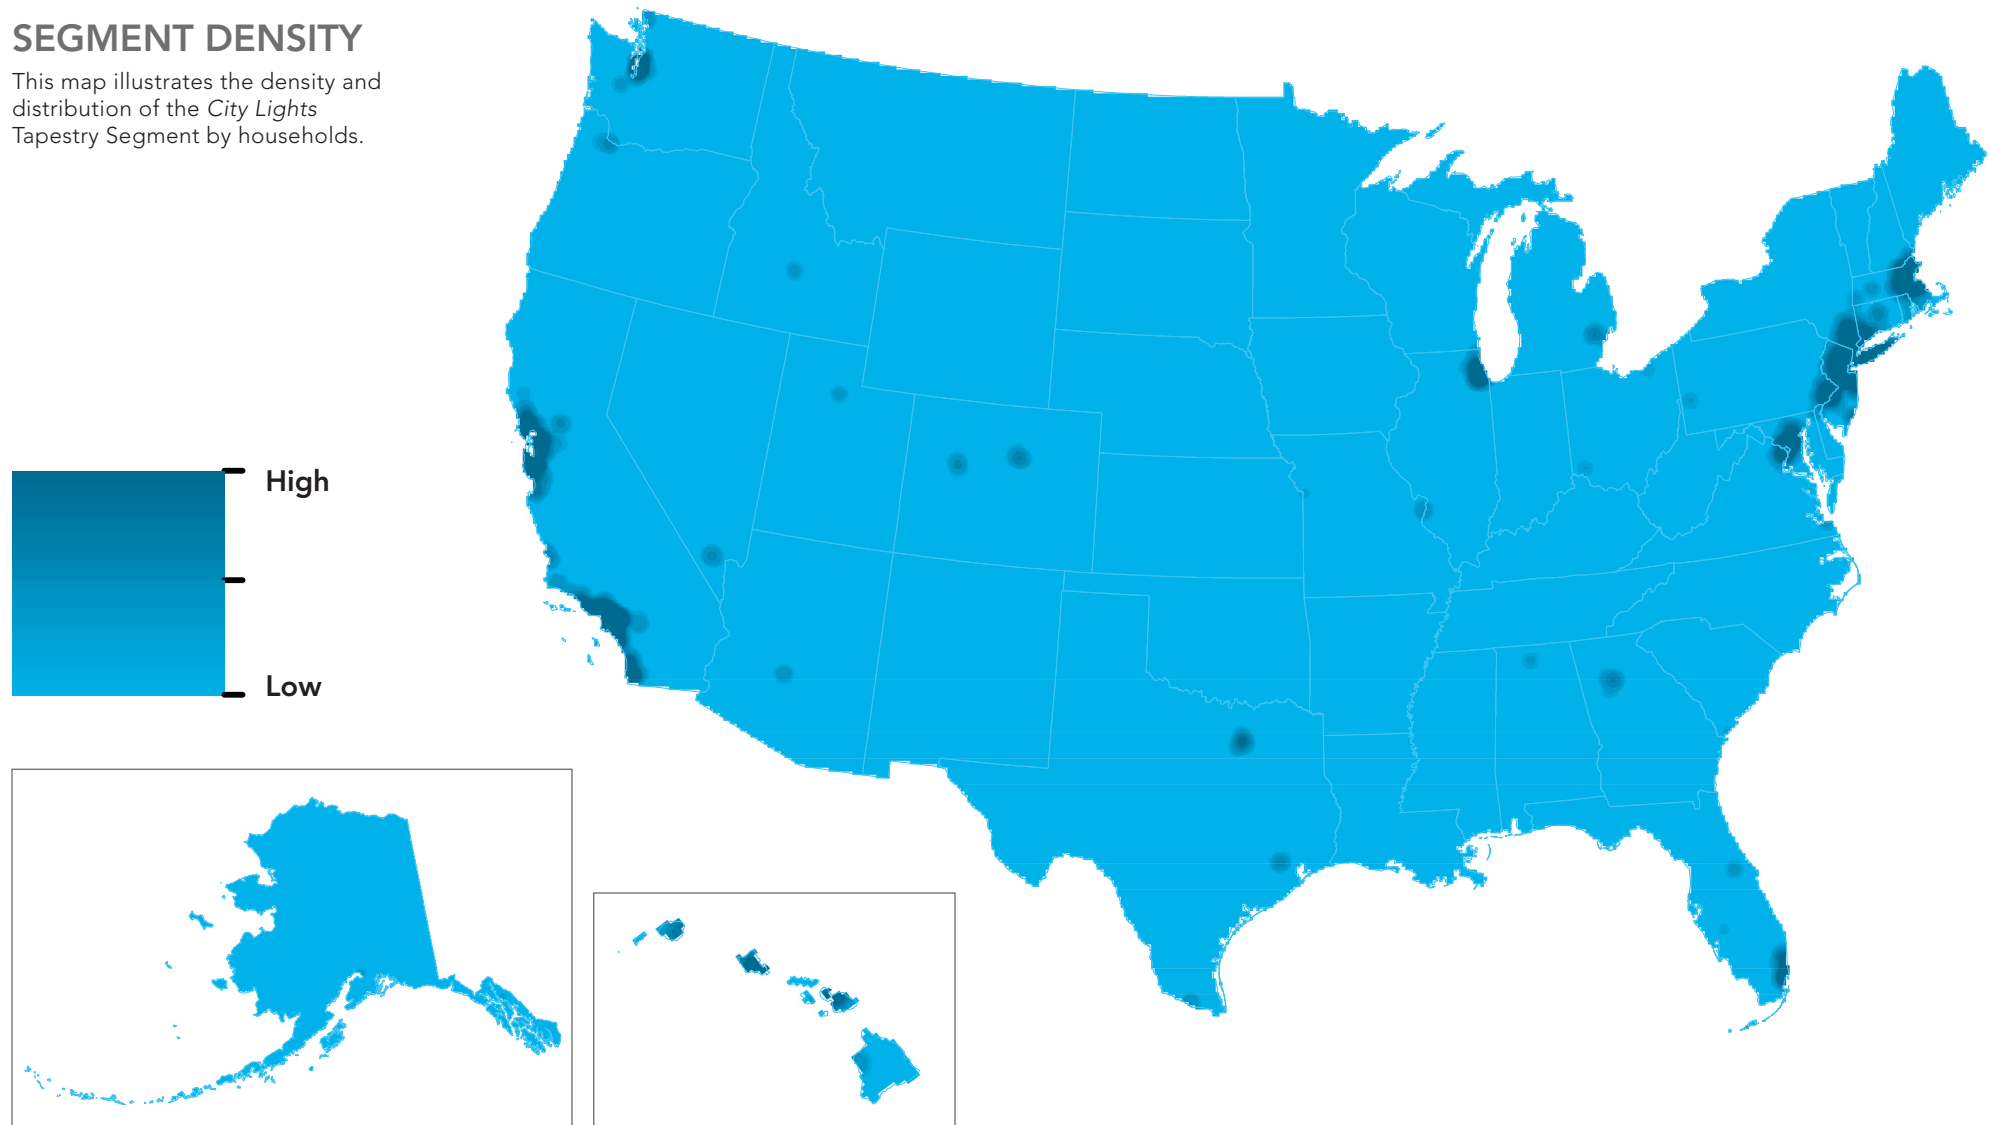 SEGMENT DENSITY
This map illustrates the density and
distribution of the City Lights
Tapestry Segment by households.
High
Low